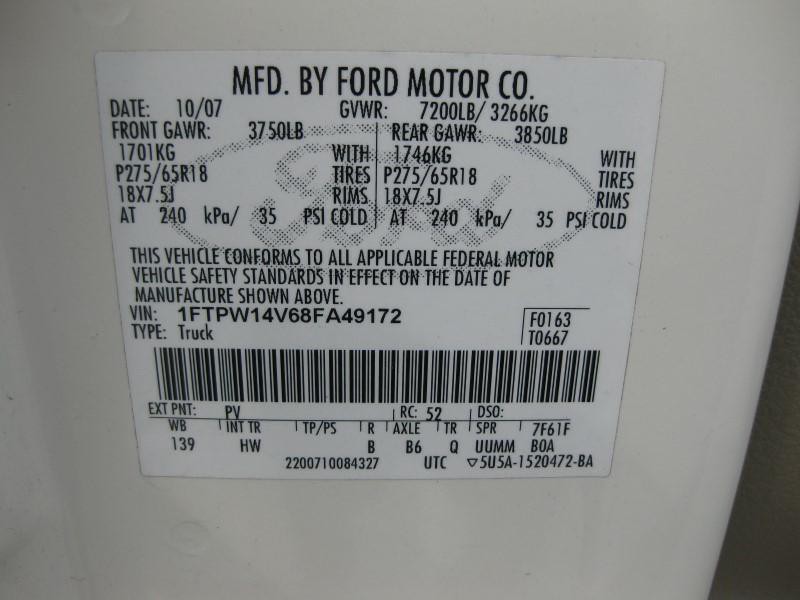 MFD. BY FORD MOTOR CO.
DATE: 10/07 GVWR: 7200LB/ 3266KG
FRONT GAWR: 3750LB REAR GAWR: 3850LB
1701KG WITH 1746KG WITH
P275/65R18 TIRES P275/65R18 TIRES
18X7.5J RIMS 18X7.5J RIMS
AT 240 kPa/ 35 PSI COLD AT 240 kPa/ 35 PSI COLD
Ford
THIS VEHICLE CONFORMS TO ALL APPLICABLE FEDERAL MOTOR
VEHICLE SAFETY STANDARDS IN EFFECT ON THE DATE OF
MANUFACTURE SHOWN ABOVE.
VIN: 1FTPW14V68FA49172 F0163
TYPE: Truck T0667
EXT PNT: PV RC: 52 DSO:
WB INT TR TP/PS R AXLE TR SPR 7F61F
139 HW B B6 Q UUMM B0A
2200710084327 UTC ▽5U5A-1520472-BA